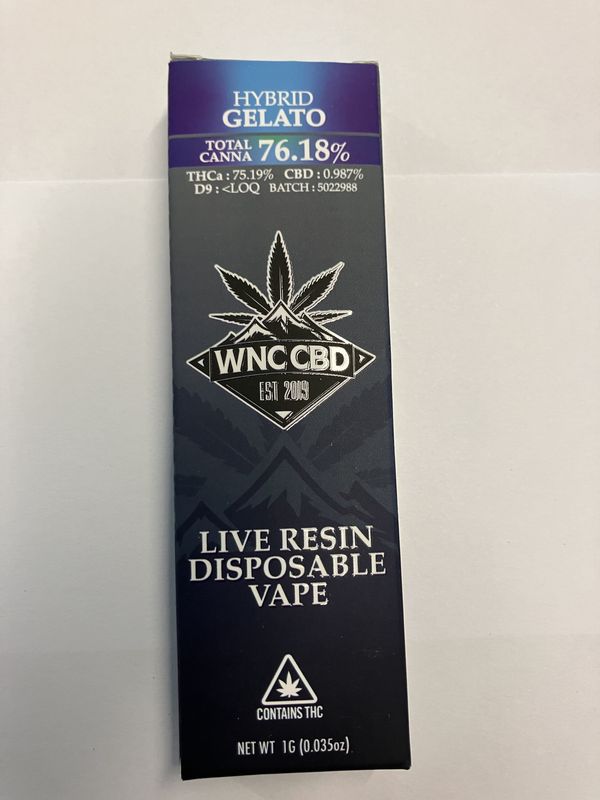 HYBRID
GELATO
TOTAL CANNA 76.18%
THCa : 75.19% CBD : 0.987%
D9 : <LOQ BATCH : 5022988
WNC CBD
EST 2019
LIVE RESIN
DISPOSABLE
VAPE
CONTAINS THC
NET WT 1G (0.035oz)